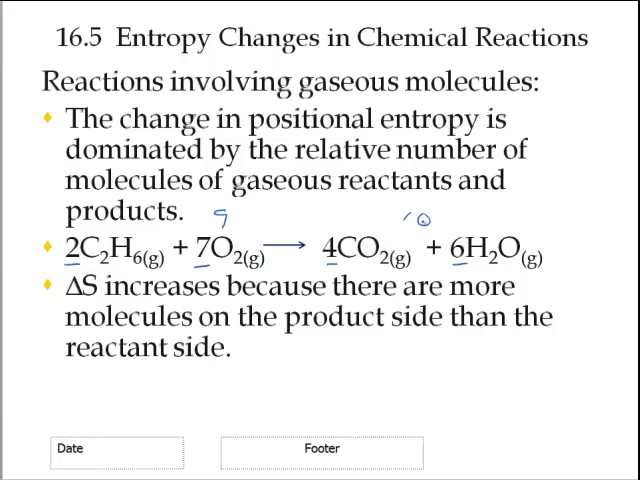 16.5 Entropy Changes in Chemical Reactions
Reactions involving gaseous molecules:
The change in positional entropy is
dominated by the relative number of
molecules of gaseous reactants and
products.
9 10
2C₂H₆(g) + 7O₂(g) → 4CO₂(g) + 6H₂O(g)
ΔS increases because there are more
molecules on the product side than the
reactant side.
Date
Footer